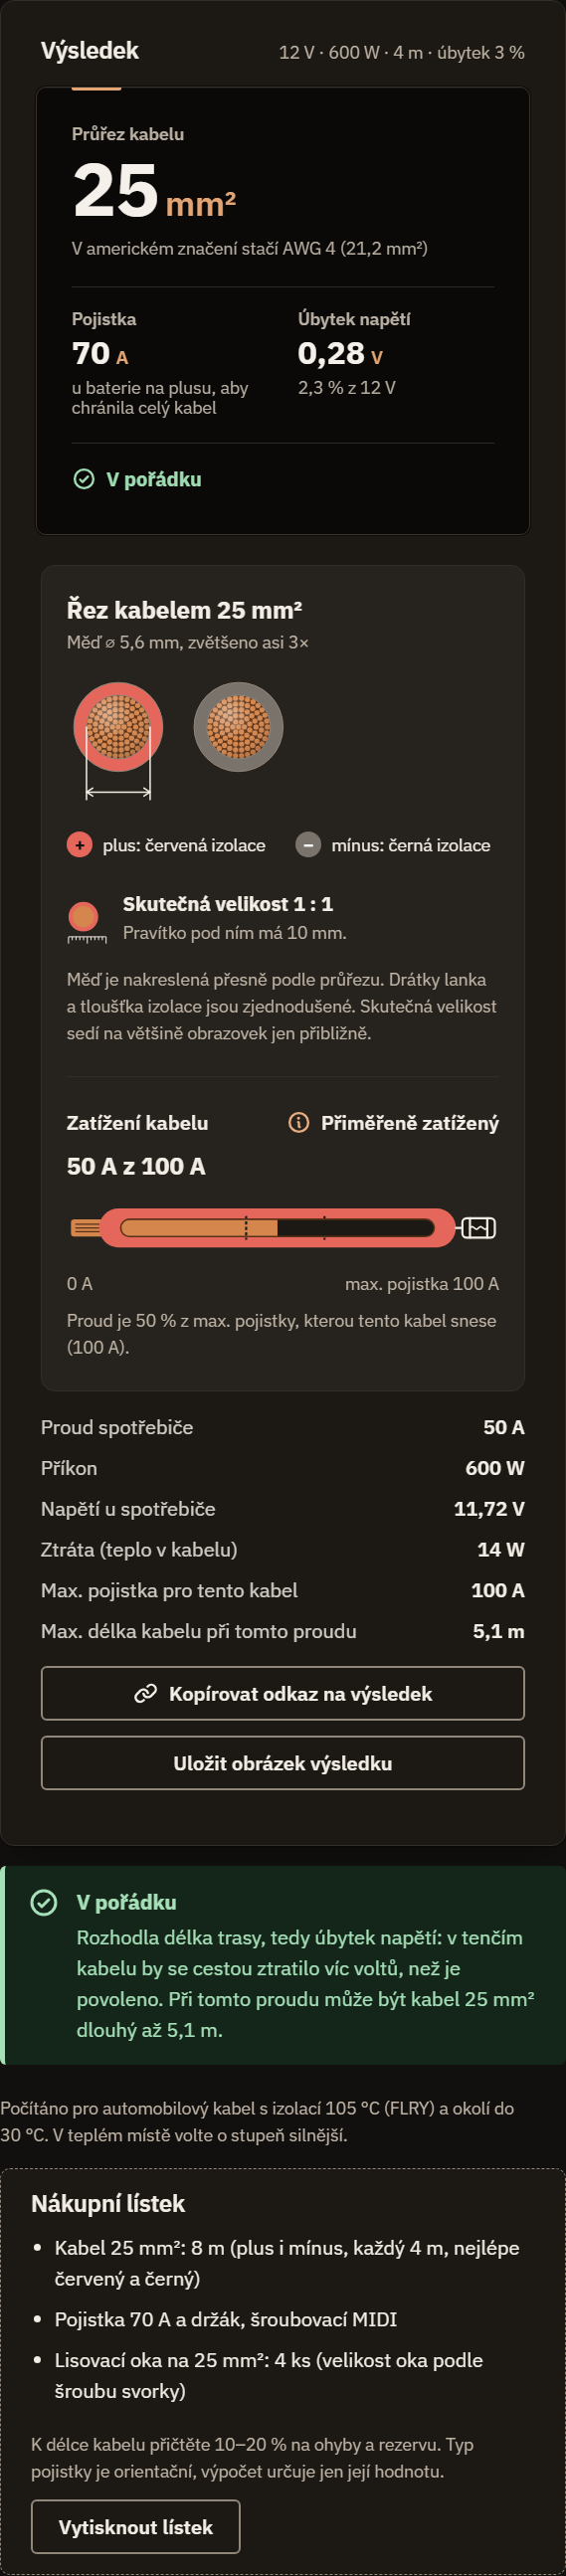 Výsledek
12 V · 600 W · 4 m · úbytek 3 %
Průřez kabelu
25 mm²
V americkém značení stačí AWG 4 (21,2 mm²)
Pojistka
70 A
u baterie na plusu, aby
chránila celý kabel
Úbytek napětí
0,28 V
2,3 % z 12 V
V pořádku
Řez kabelem 25 mm²
Měď ⌀ 5,6 mm, zvětšeno asi 3×
+ plus: červená izolace
− mínus: černá izolace
Skutečná velikost 1 : 1
Pravítko pod ním má 10 mm.
Měď je nakreslená přesně podle průřezu. Drátky lanka
a tloušťka izolace jsou zjednodušené. Skutečná velikost
sedí na většině obrazovek jen přibližně.
Zatížení kabelu
Přiměřeně zatížený
50 A z 100 A
0 A
max. pojistka 100 A
Proud je 50 % z max. pojistky, kterou tento kabel snese
(100 A).
Proud spotřebiče 50 A
Příkon 600 W
Napětí u spotřebiče 11,72 V
Ztráta (teplo v kabelu) 14 W
Max. pojistka pro tento kabel 100 A
Max. délka kabelu při tomto proudu 5,1 m
Kopírovat odkaz na výsledek
Uložit obrázek výsledku
V pořádku
Rozhodla délka trasy, tedy úbytek napětí: v tenčím
kabelu by se cestou ztratilo víc voltů, než je
povoleno. Při tomto proudu může být kabel 25 mm²
dlouhý až 5,1 m.
Počítáno pro automobilový kabel s izolací 105 °C (FLRY) a okolí do
30 °C. V teplém místě volte o stupeň silnější.
Nákupní lístek
• Kabel 25 mm²: 8 m (plus i mínus, každý 4 m, nejlépe
červený a černý)
• Pojistka 70 A a držák, šroubovací MIDI
• Lisovací oka na 25 mm²: 4 ks (velikost oka podle
šroubu svorky)
K délce kabelu přičtěte 10–20 % na ohyby a rezervu. Typ
pojistky je orientační, výpočet určuje jen její hodnotu.
Vytisknout lístek